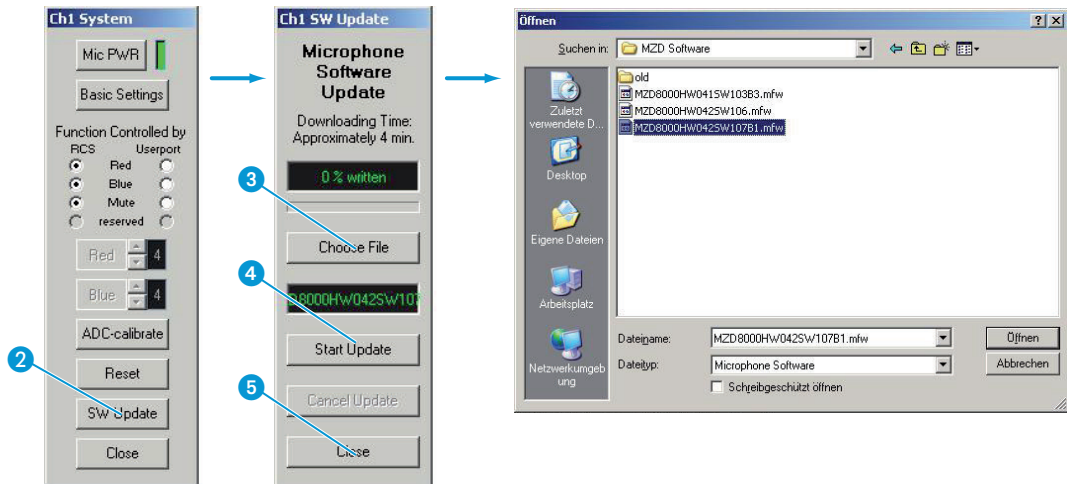 Ch1 System
Mic PWR
Basic Settings
Function Controlled by
RCS Userport
Red
Blue
Mute
reserved
Red 4
Blue 4
ADC-calibrate
Reset
2
SW Update
Close
Ch1 SW Update
Microphone
Software
Update
Downloading Time:
Approximately 4 min.
0 % written
3
Choose File
4
D8000HW042SW107
Start Update
5
Cancel Update
Close
Öffnen
Suchen in: MZD Software
old
MZD8000HW041SW103B3.mfw
MZD8000HW042SW106.mfw
MZD8000HW042SW107B1.mfw
Zuletzt
verwendete D...
Desktop
Eigene Dateien
Arbeitsplatz
Netzwerkumgeb
ung
Dateiname: MZD8000HW042SW107B1.mfw Öffnen
Dateityp: Microphone Software Abbrechen
Schreibgeschützt öffnen